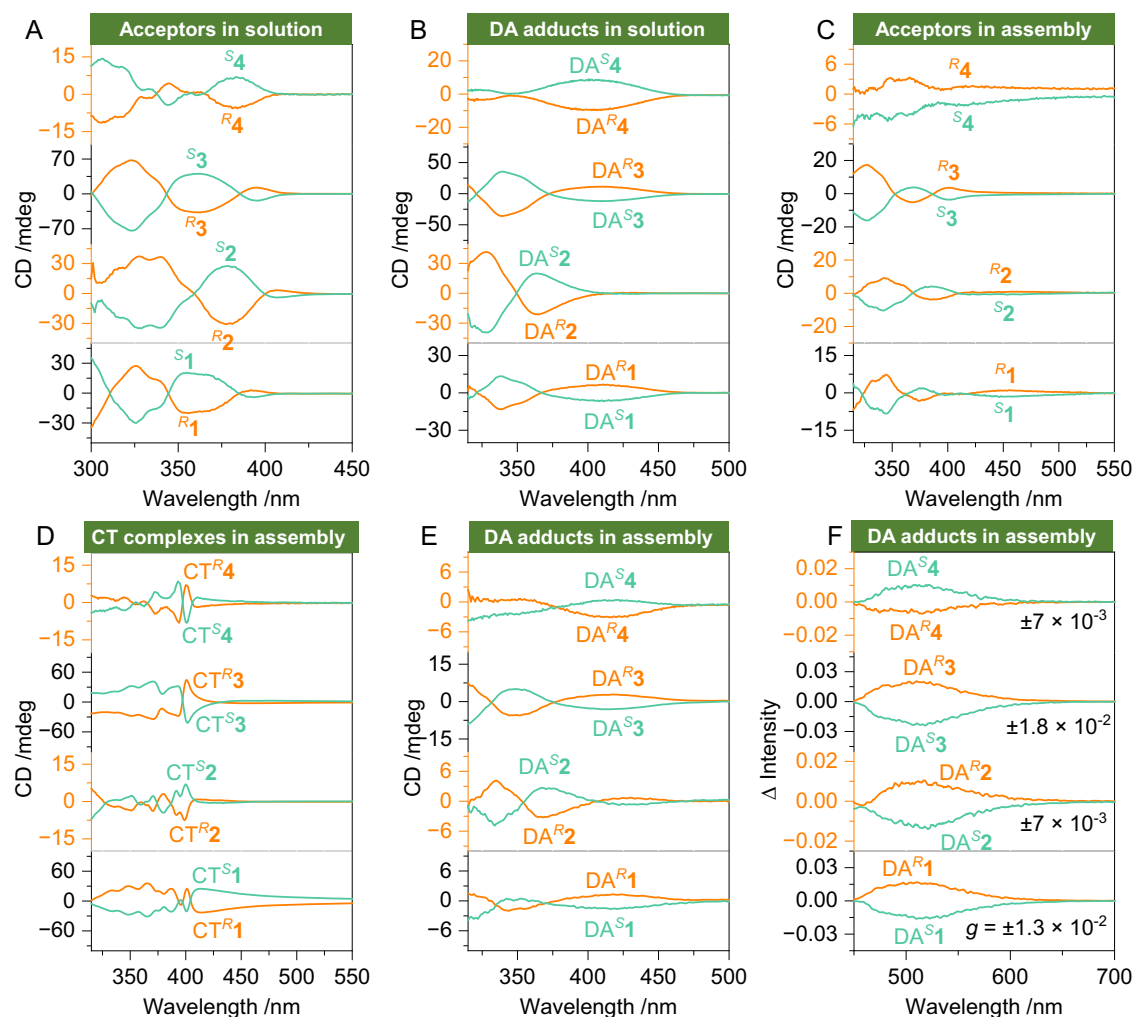 A
Acceptors in solution
15
0
−15
70
0
−70
30
0
−30
30
0
−30
CD /mdeg
S4
R4
S3
R3
S2
R2
S1
R1
300 350 400 450
Wavelength /nm
B
DA adducts in solution
20
0
−20
50
0
−50
30
0
−30
30
0
−30
CD /mdeg
DAS4
DAR4
DAR3
DAS3
DAS2
DAR2
DAR1
DAS1
350 400 450 500
Wavelength /nm
C
Acceptors in assembly
6
0
−6
20
0
−20
20
0
−20
15
0
−15
CD /mdeg
R4
S4
R3
S3
R2
S2
R1
S1
350 400 450 500 550
Wavelength /nm
D
CT complexes in assembly
15
0
−15
60
0
−60
15
0
−15
60
0
−60
CD /mdeg
CTR4
CTS4
CTR3
CTS3
CTS2
CTR2
CTS1
CTR1
350 400 450 500 550
Wavelength /nm
E
DA adducts in assembly
6
0
−6
15
0
−15
6
0
−6
6
0
−6
CD /mdeg
DAS4
DAR4
DAR3
DAS3
DAS2
DAR2
DAR1
DAS1
350 400 450 500
Wavelength /nm
F
DA adducts in assembly
0.02
0.00
−0.02
0.03
0.00
−0.03
0.02
0.00
−0.02
0.03
0.00
−0.03
Δ Intensity
DAS4
DAR4
±7 × 10−3
DAR3
DAS3
±1.8 × 10−2
DAR2
DAS2
±7 × 10−3
DAR1
DAS1
g = ±1.3 × 10−2
500 600 700
Wavelength /nm